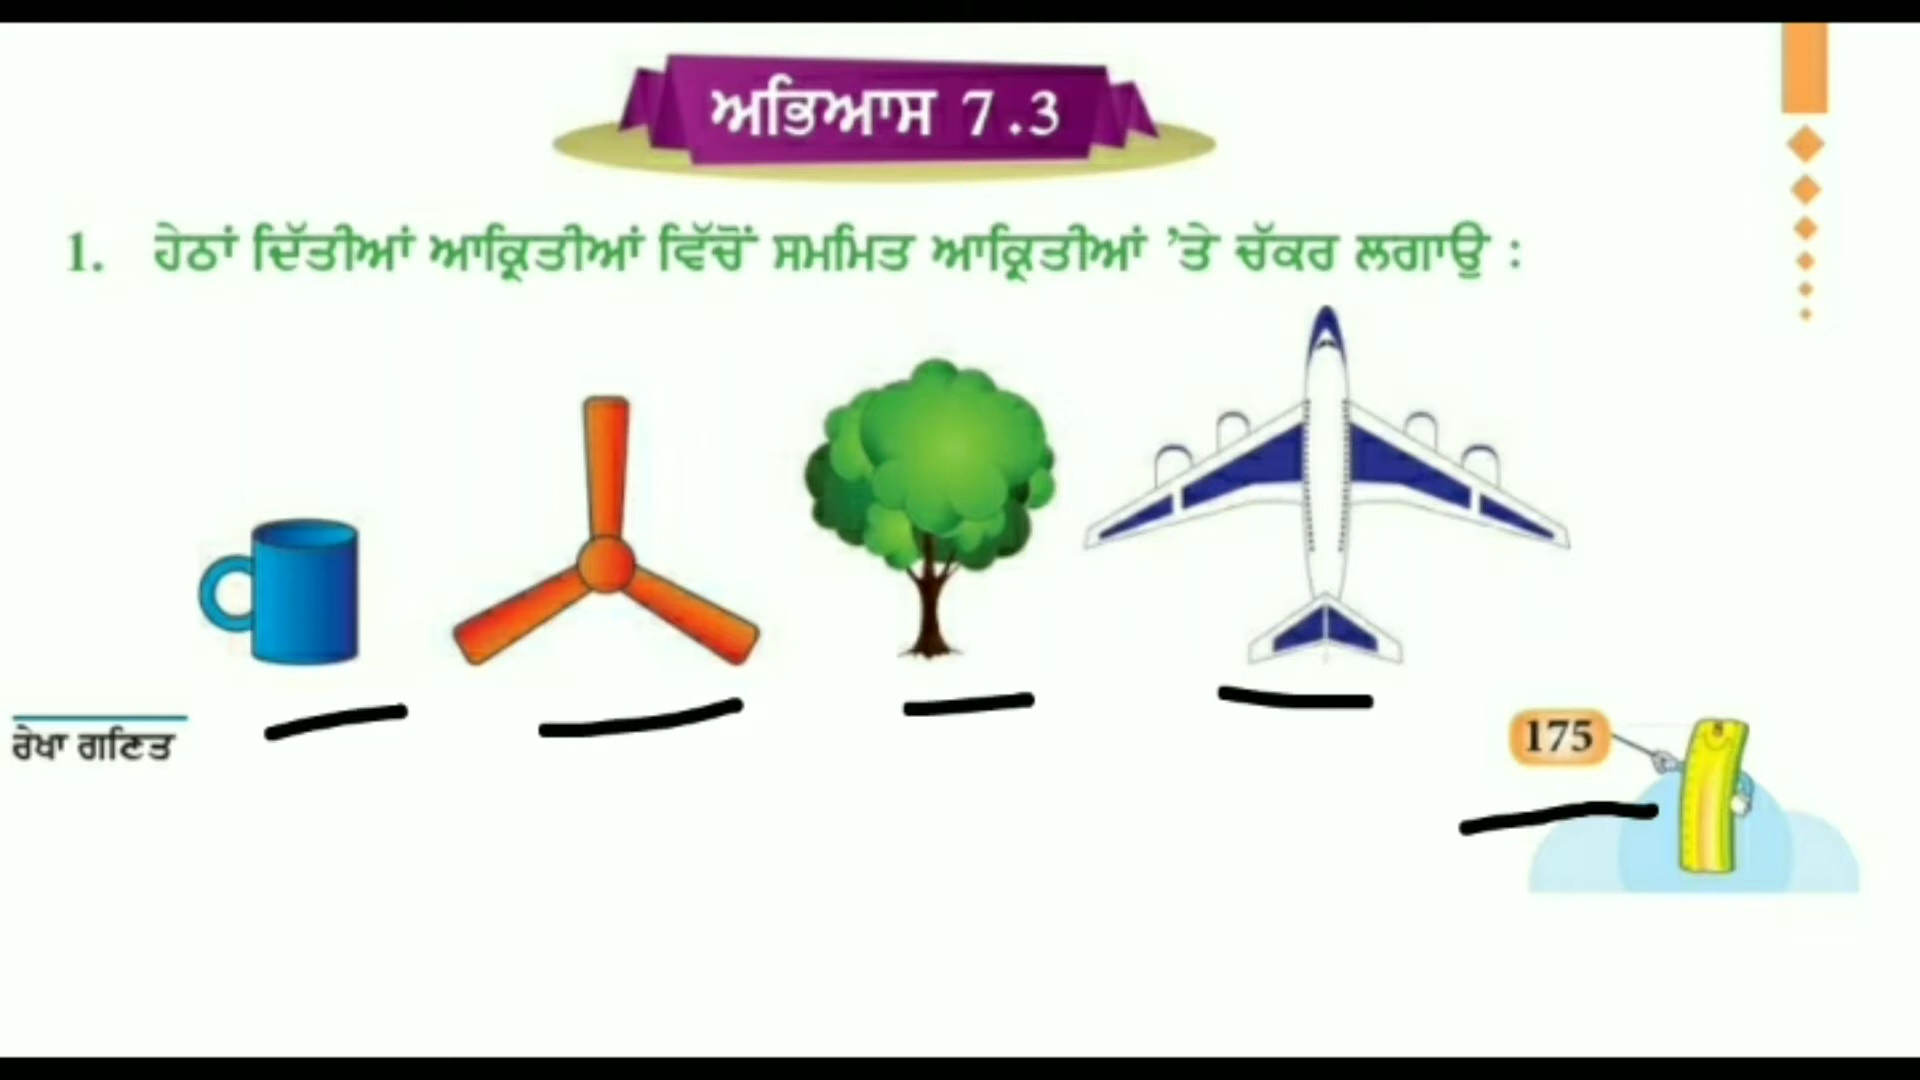 ਅਭਿਆਸ 7.3
1. ਹੇਠਾਂ ਦਿੱਤੀਆਂ ਆਕ੍ਰਿਤੀਆਂ ਵਿੱਚੋਂ ਸਮਮਿਤ ਆਕ੍ਰਿਤੀਆਂ ’ਤੇ ਚੱਕਰ ਲਗਾਉ :
ਰੇਖਾ ਗਣਿਤ
175